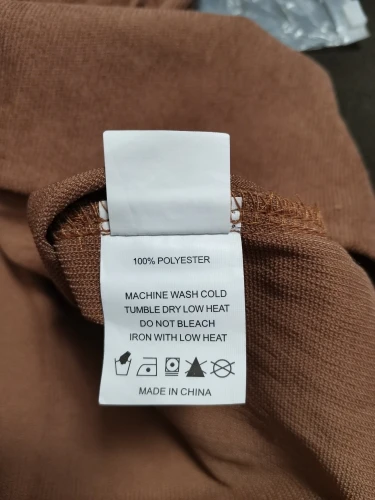 100% POLYESTER
MACHINE WASH COLD
TUMBLE DRY LOW HEAT
DO NOT BLEACH
IRON WITH LOW HEAT
MADE IN CHINA